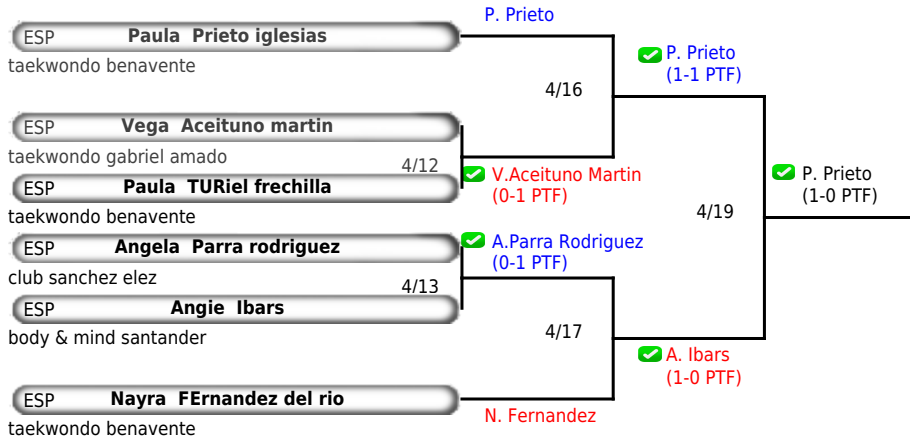 P. Prieto
ESP Paula Prieto iglesias
taekwondo benavente
P. Prieto
(1-1 PTF)
4/16
ESP Vega Aceituno martin
taekwondo gabriel amado
4/12
V.Aceituno Martin
(0-1 PTF)
ESP Paula TURiel frechilla
taekwondo benavente
P. Prieto
(1-0 PTF)
4/19
ESP Angela Parra rodriguez
club sanchez elez
A.Parra Rodriguez
(0-1 PTF)
4/13
ESP Angie Ibars
body & mind santander
4/17
A. Ibars
(1-0 PTF)
ESP Nayra FErnandez del rio
taekwondo benavente
N. Fernandez